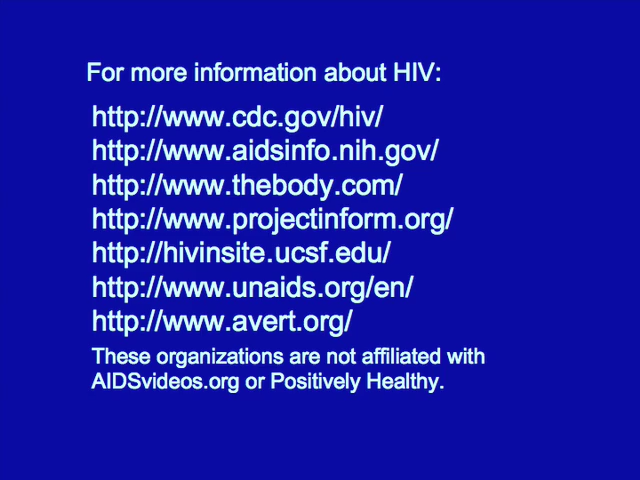 For more information about HIV:
http://www.cdc.gov/hiv/
http://www.aidsinfo.nih.gov/
http://www.thebody.com/
http://www.projectinform.org/
http://hivinsite.ucsf.edu/
http://www.unaids.org/en/
http://www.avert.org/
These organizations are not affiliated with
AIDSvideos.org or Positively Healthy.